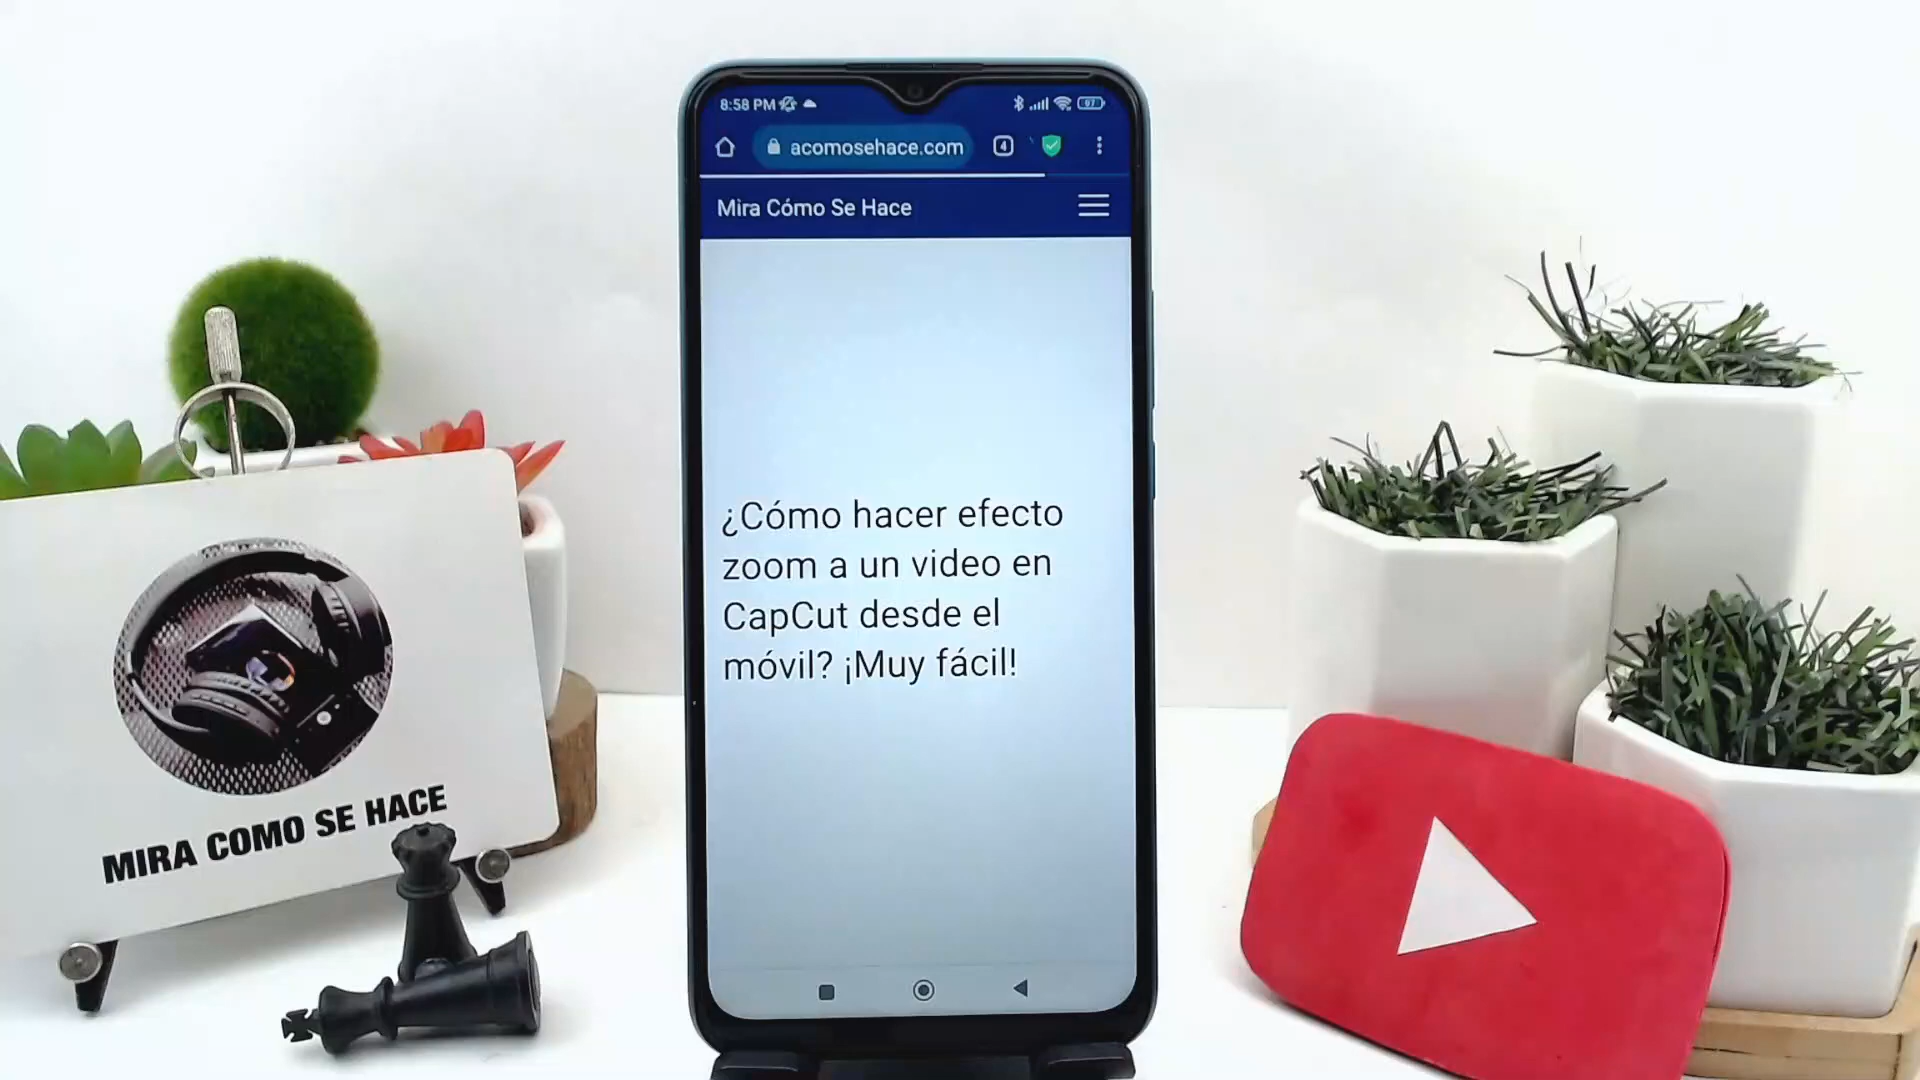 8:58 PM
97
acomosehace.com
4
Mira Cómo Se Hace
¿Cómo hacer efecto
zoom a un video en
CapCut desde el
móvil? ¡Muy fácil!
MIRA COMO SE HACE